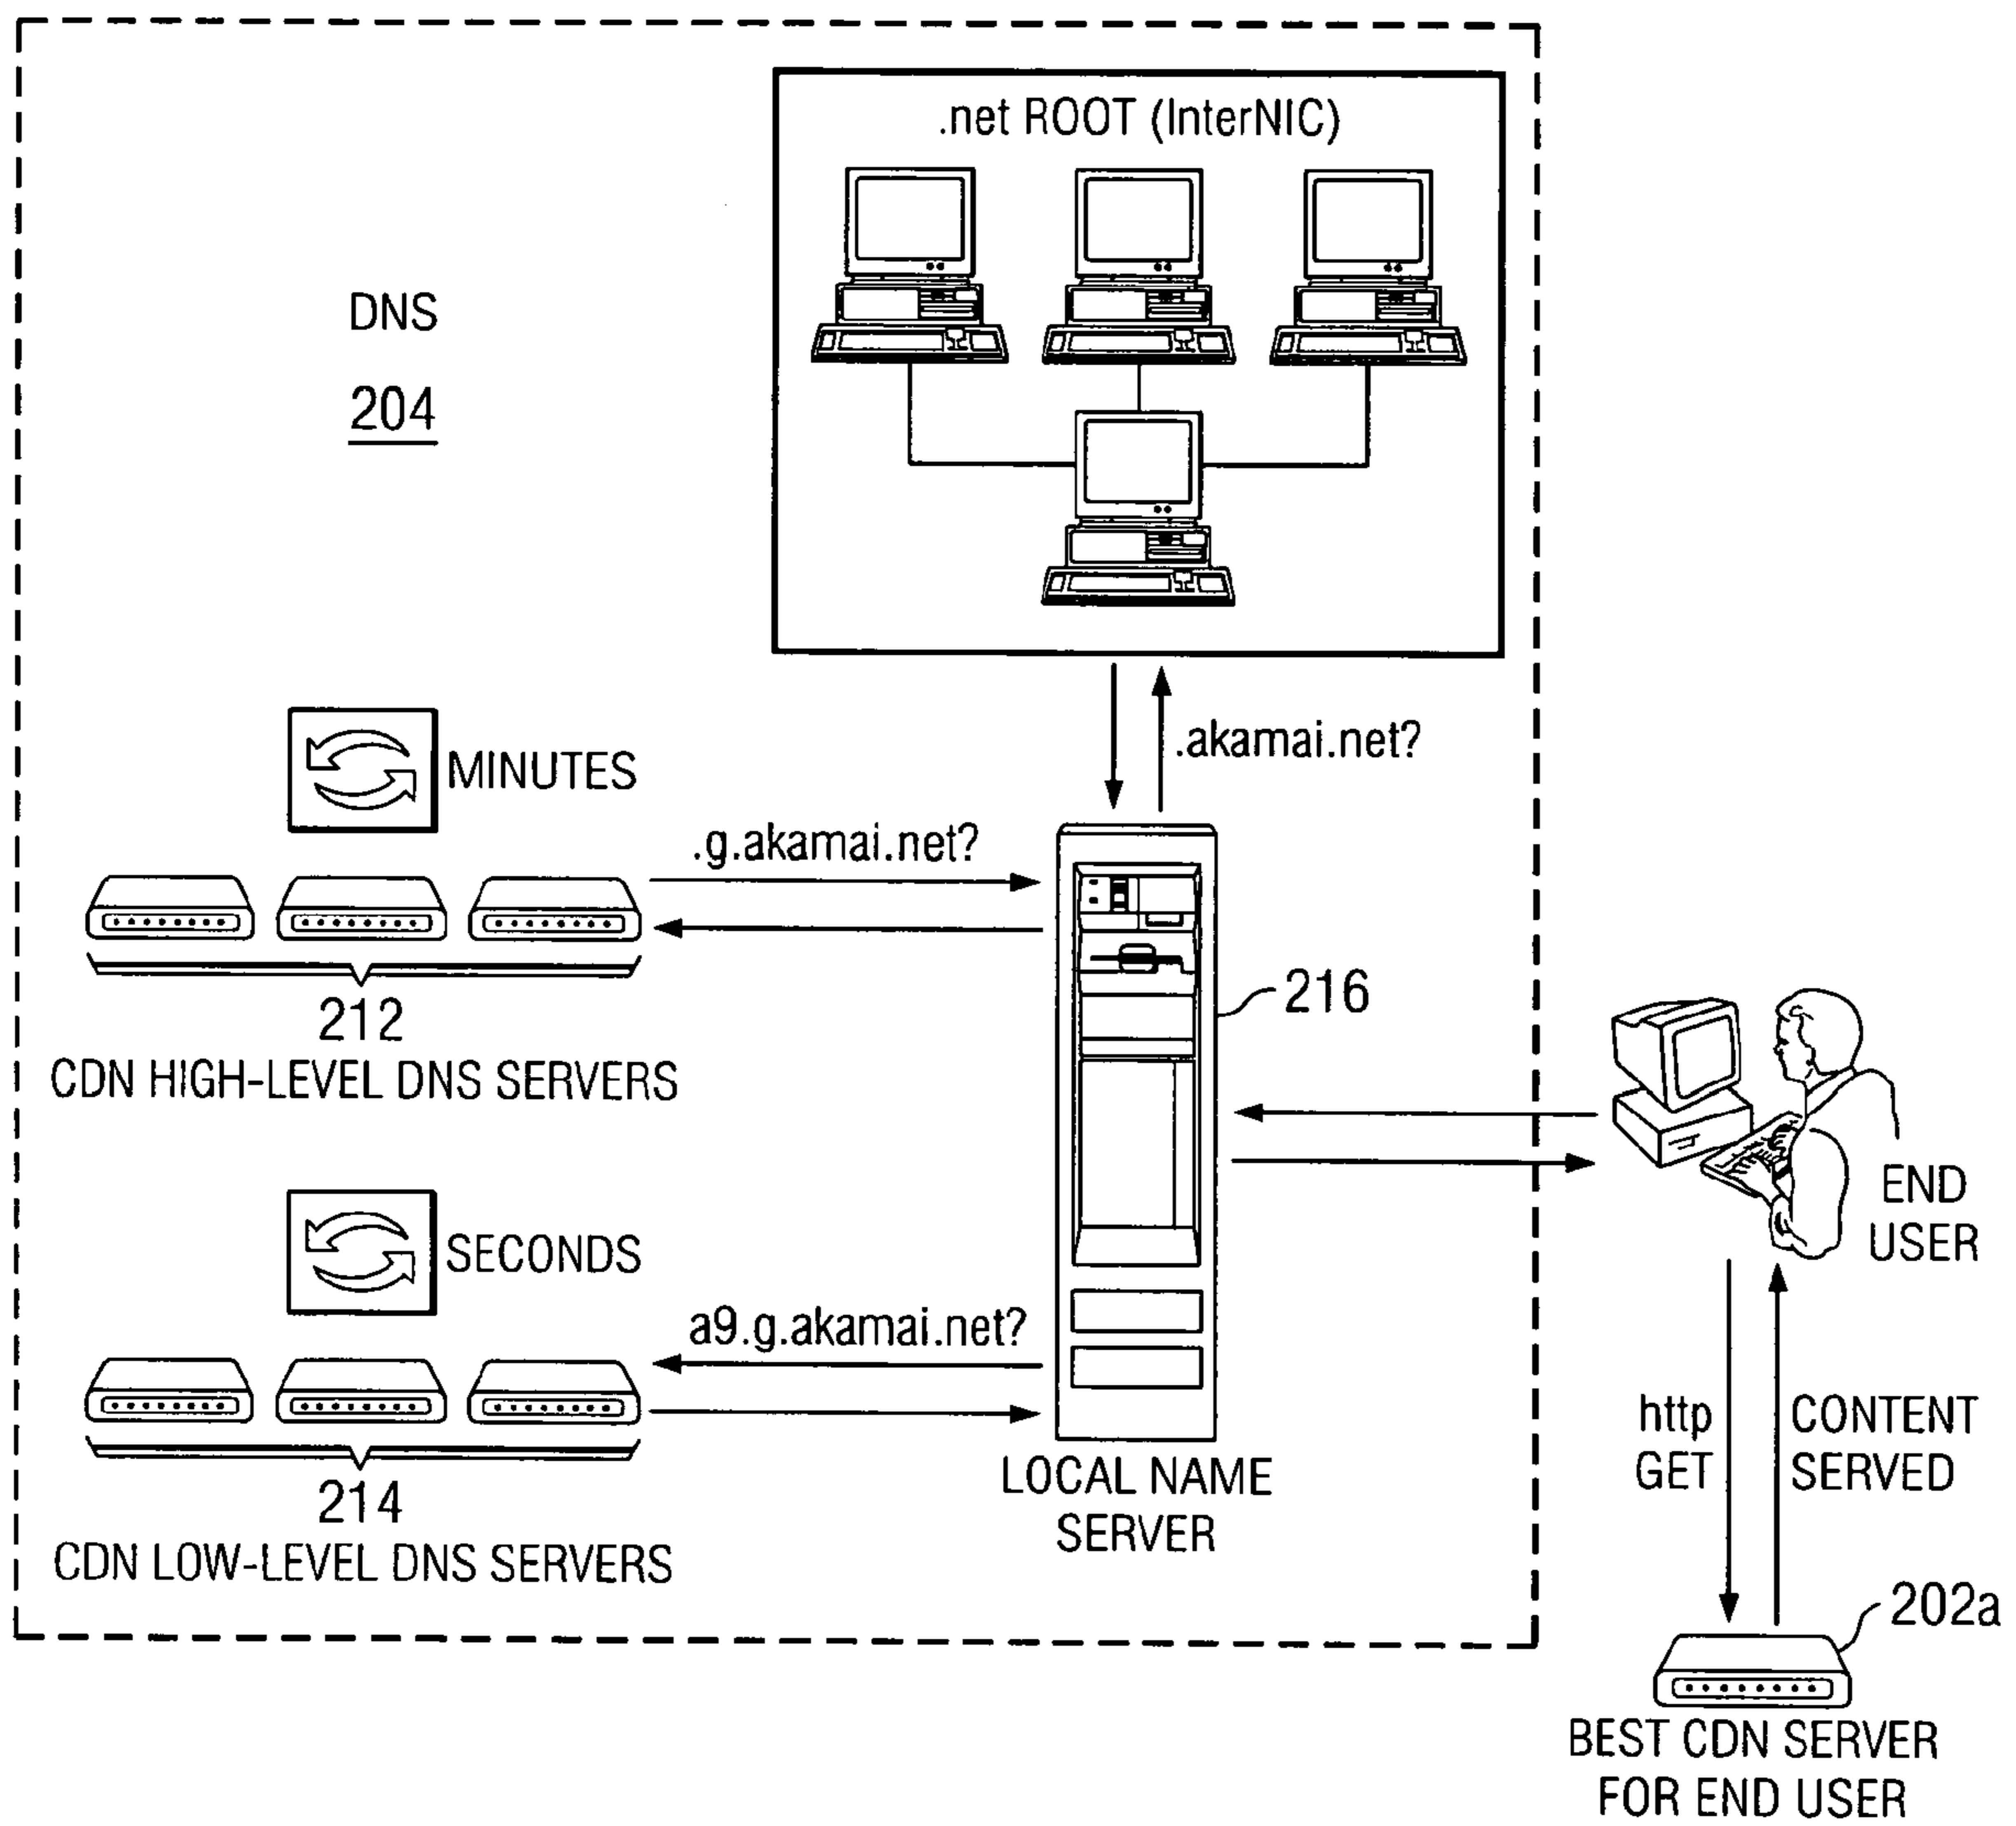 .net ROOT (InterNIC)
DNS
204
.akamai.net?
MINUTES
.g.akamai.net?
212
CDN HIGH-LEVEL DNS SERVERS
216
END
USER
SECONDS
a9.g.akamai.net?
214
CDN LOW-LEVEL DNS SERVERS
LOCAL NAME
SERVER
http
GET
CONTENT
SERVED
202a
BEST CDN SERVER
FOR END USER